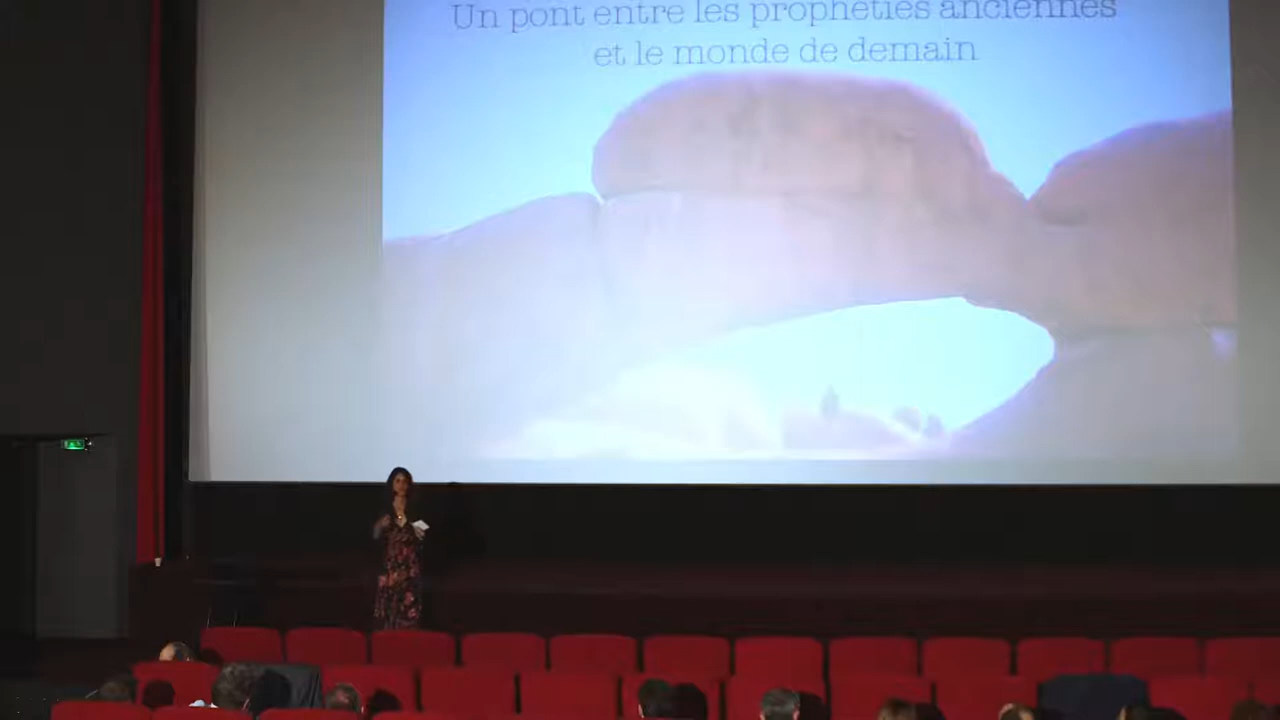 Un pont entre les prophéties anciennes
et le monde de demain